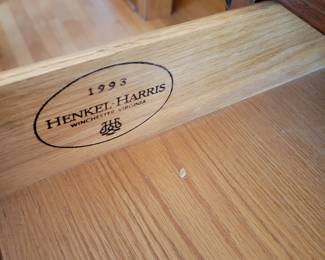 1993
HENKEL-HARRIS
WINCHESTER, VIRGINIA